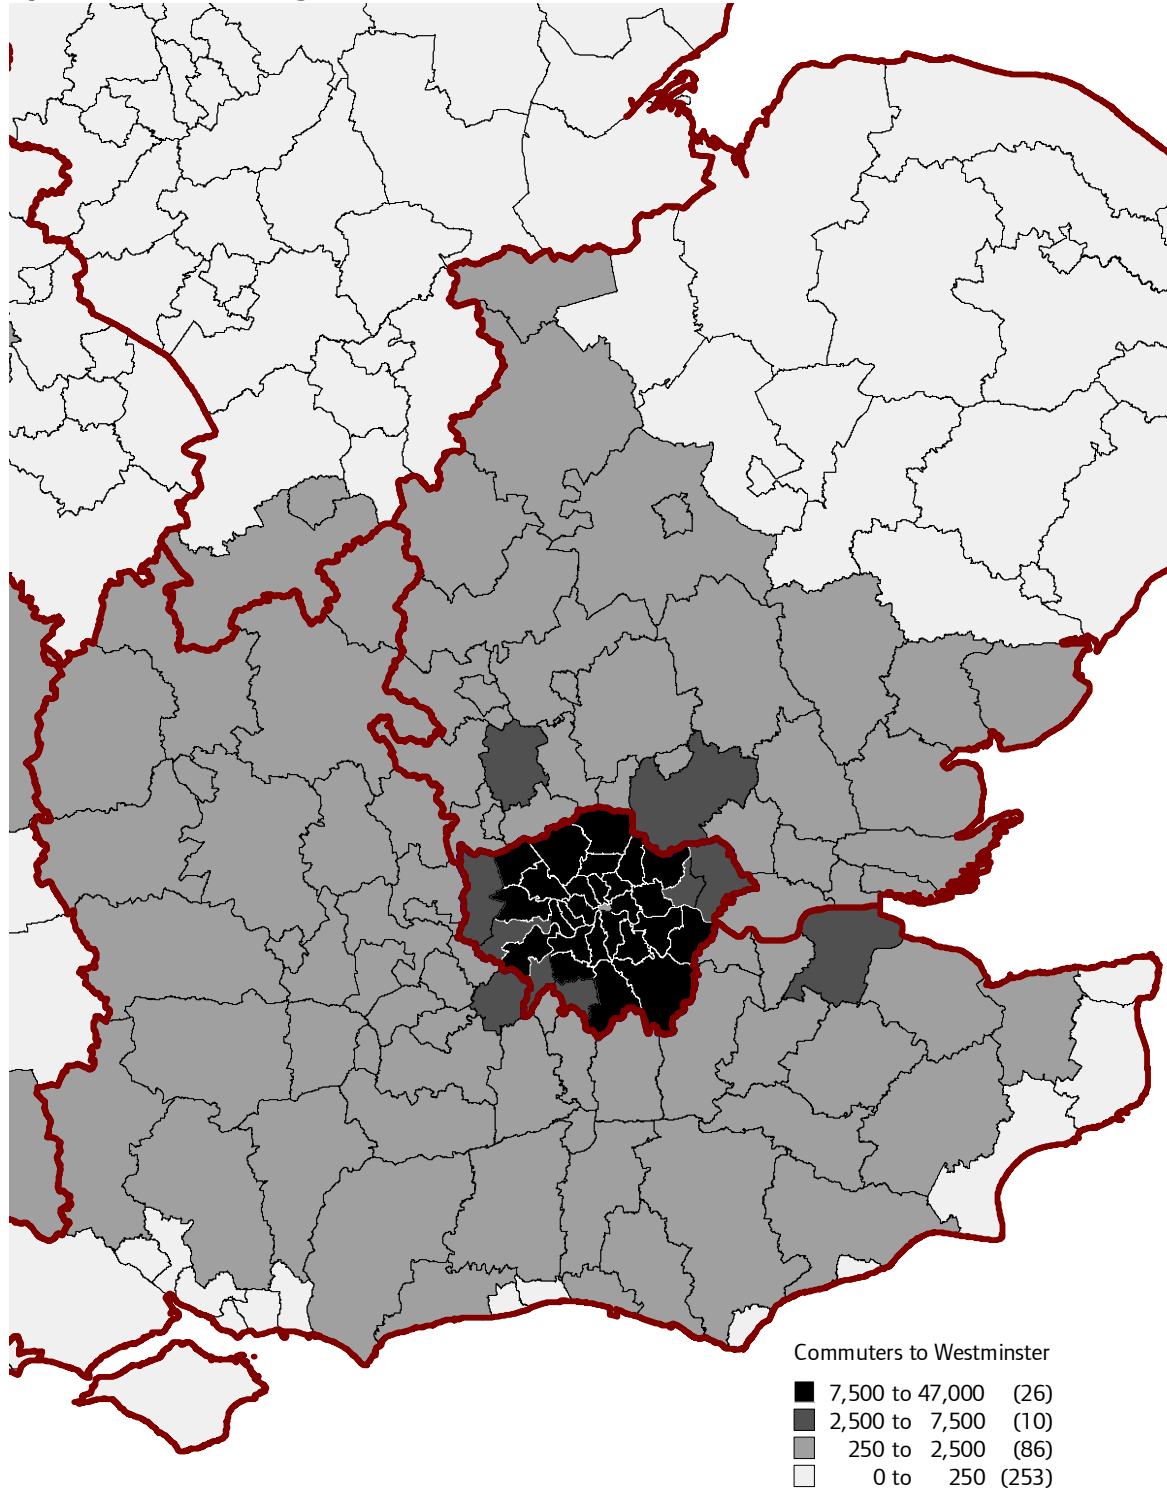 Commuters to Westminster
7,500 to 47,000 (26)
2,500 to 7,500 (10)
250 to 2,500 (86)
0 to 250 (253)